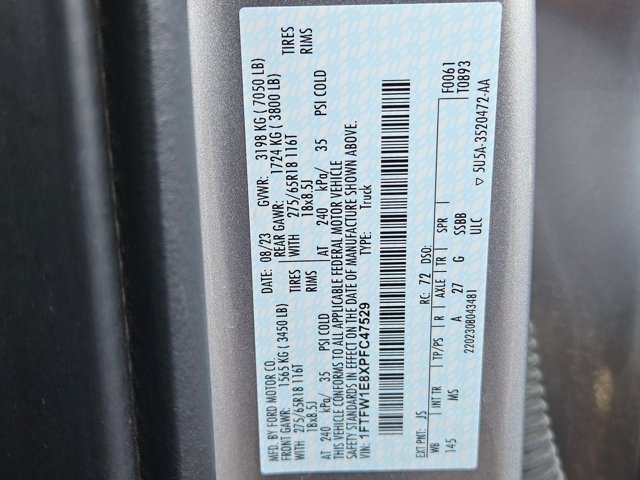 MFD. BY FORD MOTOR CO.
DATE: 08/23 GVWR: 3198 KG ( 7050 LB)
FRONT GAWR: 1565 KG ( 3450 LB) REAR GAWR: 1724 KG ( 3800 LB)
WITH 275/65R18 116T TIRES WITH 275/65R18 116T TIRES
18x8.5J RIMS 18x8.5J RIMS
AT 240 kPa/ 35 PSI COLD AT 240 kPa/ 35 PSI COLD
THIS VEHICLE CONFORMS TO ALL APPLICABLE FEDERAL MOTOR VEHICLE
SAFETY STANDARDS IN EFFECT ON THE DATE OF MANUFACTURE SHOWN ABOVE.
VIN: 1FTFW1E8XPFC47529 TYPE: Truck
F0061
T0893
EXT PNT: JS RC: 72 DSO:
WB INT TR TP/PS R AXLE TR SPR
145 MS A 27 G SSBB
2202308043481 ULC
▽ 5U5A-3520472-AA